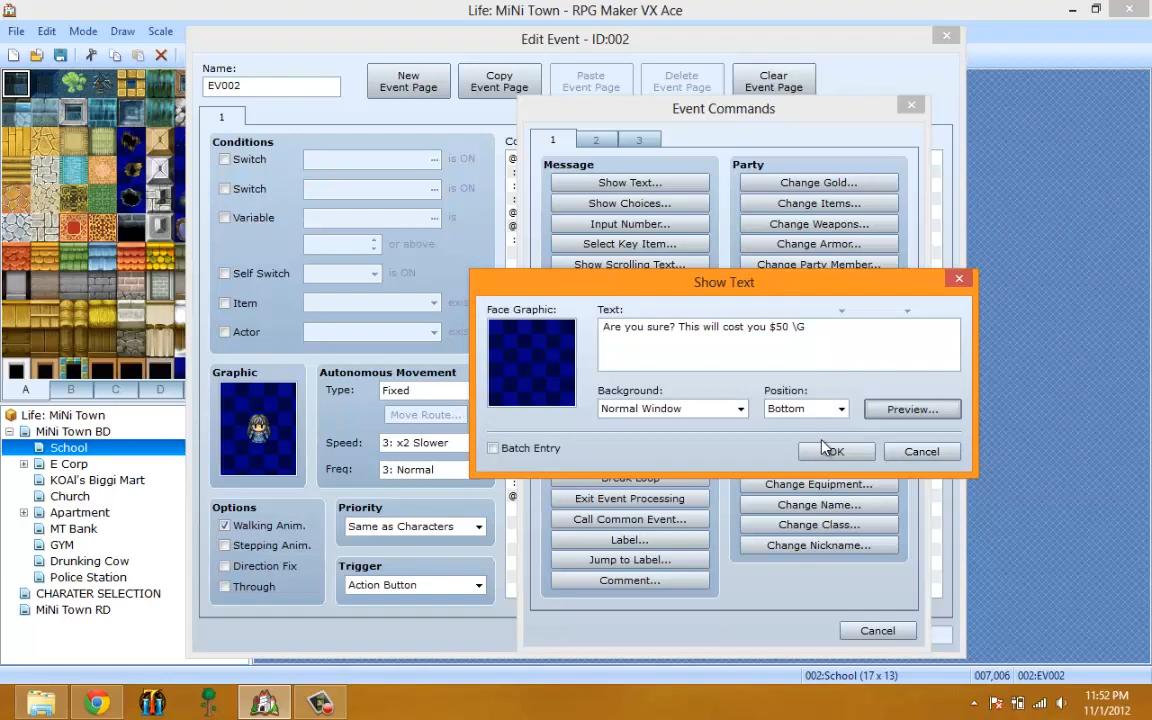 Life: MiNi Town - RPG Maker VX Ace
File Edit Mode Draw Scale
Edit Event - ID:002
Name:
EV002
New Event Page
Copy Event Page
Paste Event Page
Delete Event Page
Clear Event Page
1
Conditions
Switch ... is ON
Switch ... is ON
Variable ... is
or above
Self Switch is ON
Item
Actor
Graphic
Autonomous Movement
Type: Fixed
Move Route...
Speed: 3: x2 Slower
Freq: 3: Normal
Options
Walking Anim.
Stepping Anim.
Direction Fix
Through
Priority
Same as Characters
Trigger
Action Button
Event Commands
1 2 3
Message
Show Text...
Show Choices...
Input Number...
Select Key Item...
Show Scrolling Text...
Party
Change Gold...
Change Items...
Change Weapons...
Change Armor...
Change Party Member...
Show Text
Face Graphic:
Text:
Are you sure? This will cost you $50 \G
Background:
Normal Window
Position:
Bottom
Preview...
Batch Entry
OK
Cancel
Break Loop
Exit Event Processing
Call Common Event...
Label...
Jump to Label...
Comment...
Change Equipment...
Change Name...
Change Class...
Change Nickname...
Cancel
A B C D
Life: MiNi Town
MiNi Town BD
School
E Corp
KOAl's Biggi Mart
Church
Apartment
MT Bank
GYM
Drunking Cow
Police Station
CHARATER SELECTION
MiNi Town RD
002:School (17 x 13)
007,006
002:EV002
11:52 PM
11/1/2012